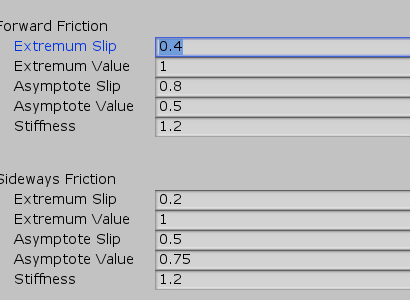 Forward Friction
Extremum Slip 0.4
Extremum Value 1
Asymptote Slip 0.8
Asymptote Value 0.5
Stiffness 1.2
Sideways Friction
Extremum Slip 0.2
Extremum Value 1
Asymptote Slip 0.5
Asymptote Value 0.75
Stiffness 1.2